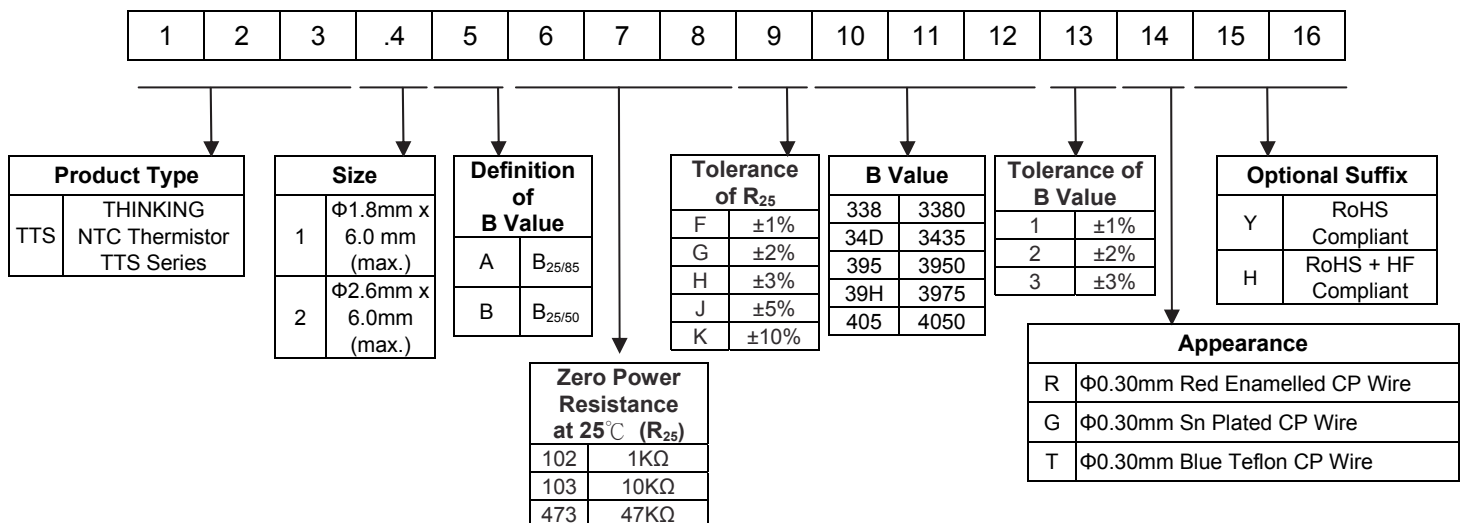 1 2 3 .4 5 6 7 8 9 10 11 12 13 14 15 16
Product Type
TTS
THINKING
NTC Thermistor
TTS Series
Size
1
Φ1.8mm x
6.0 mm
(max.)
2
Φ2.6mm x
6.0mm
(max.)
Definition
of
B Value
A B25/85
B B25/50
Zero Power
Resistance
at 25℃ (R25)
102 1KΩ
103 10KΩ
473 47KΩ
Tolerance
of R25
F ±1%
G ±2%
H ±3%
J ±5%
K ±10%
B Value
338 3380
34D 3435
395 3950
39H 3975
405 4050
Tolerance of
B Value
1 ±1%
2 ±2%
3 ±3%
Appearance
R Φ0.30mm Red Enamelled CP Wire
G Φ0.30mm Sn Plated CP Wire
T Φ0.30mm Blue Teflon CP Wire
Optional Suffix
Y
RoHS
Compliant
H
RoHS + HF
Compliant